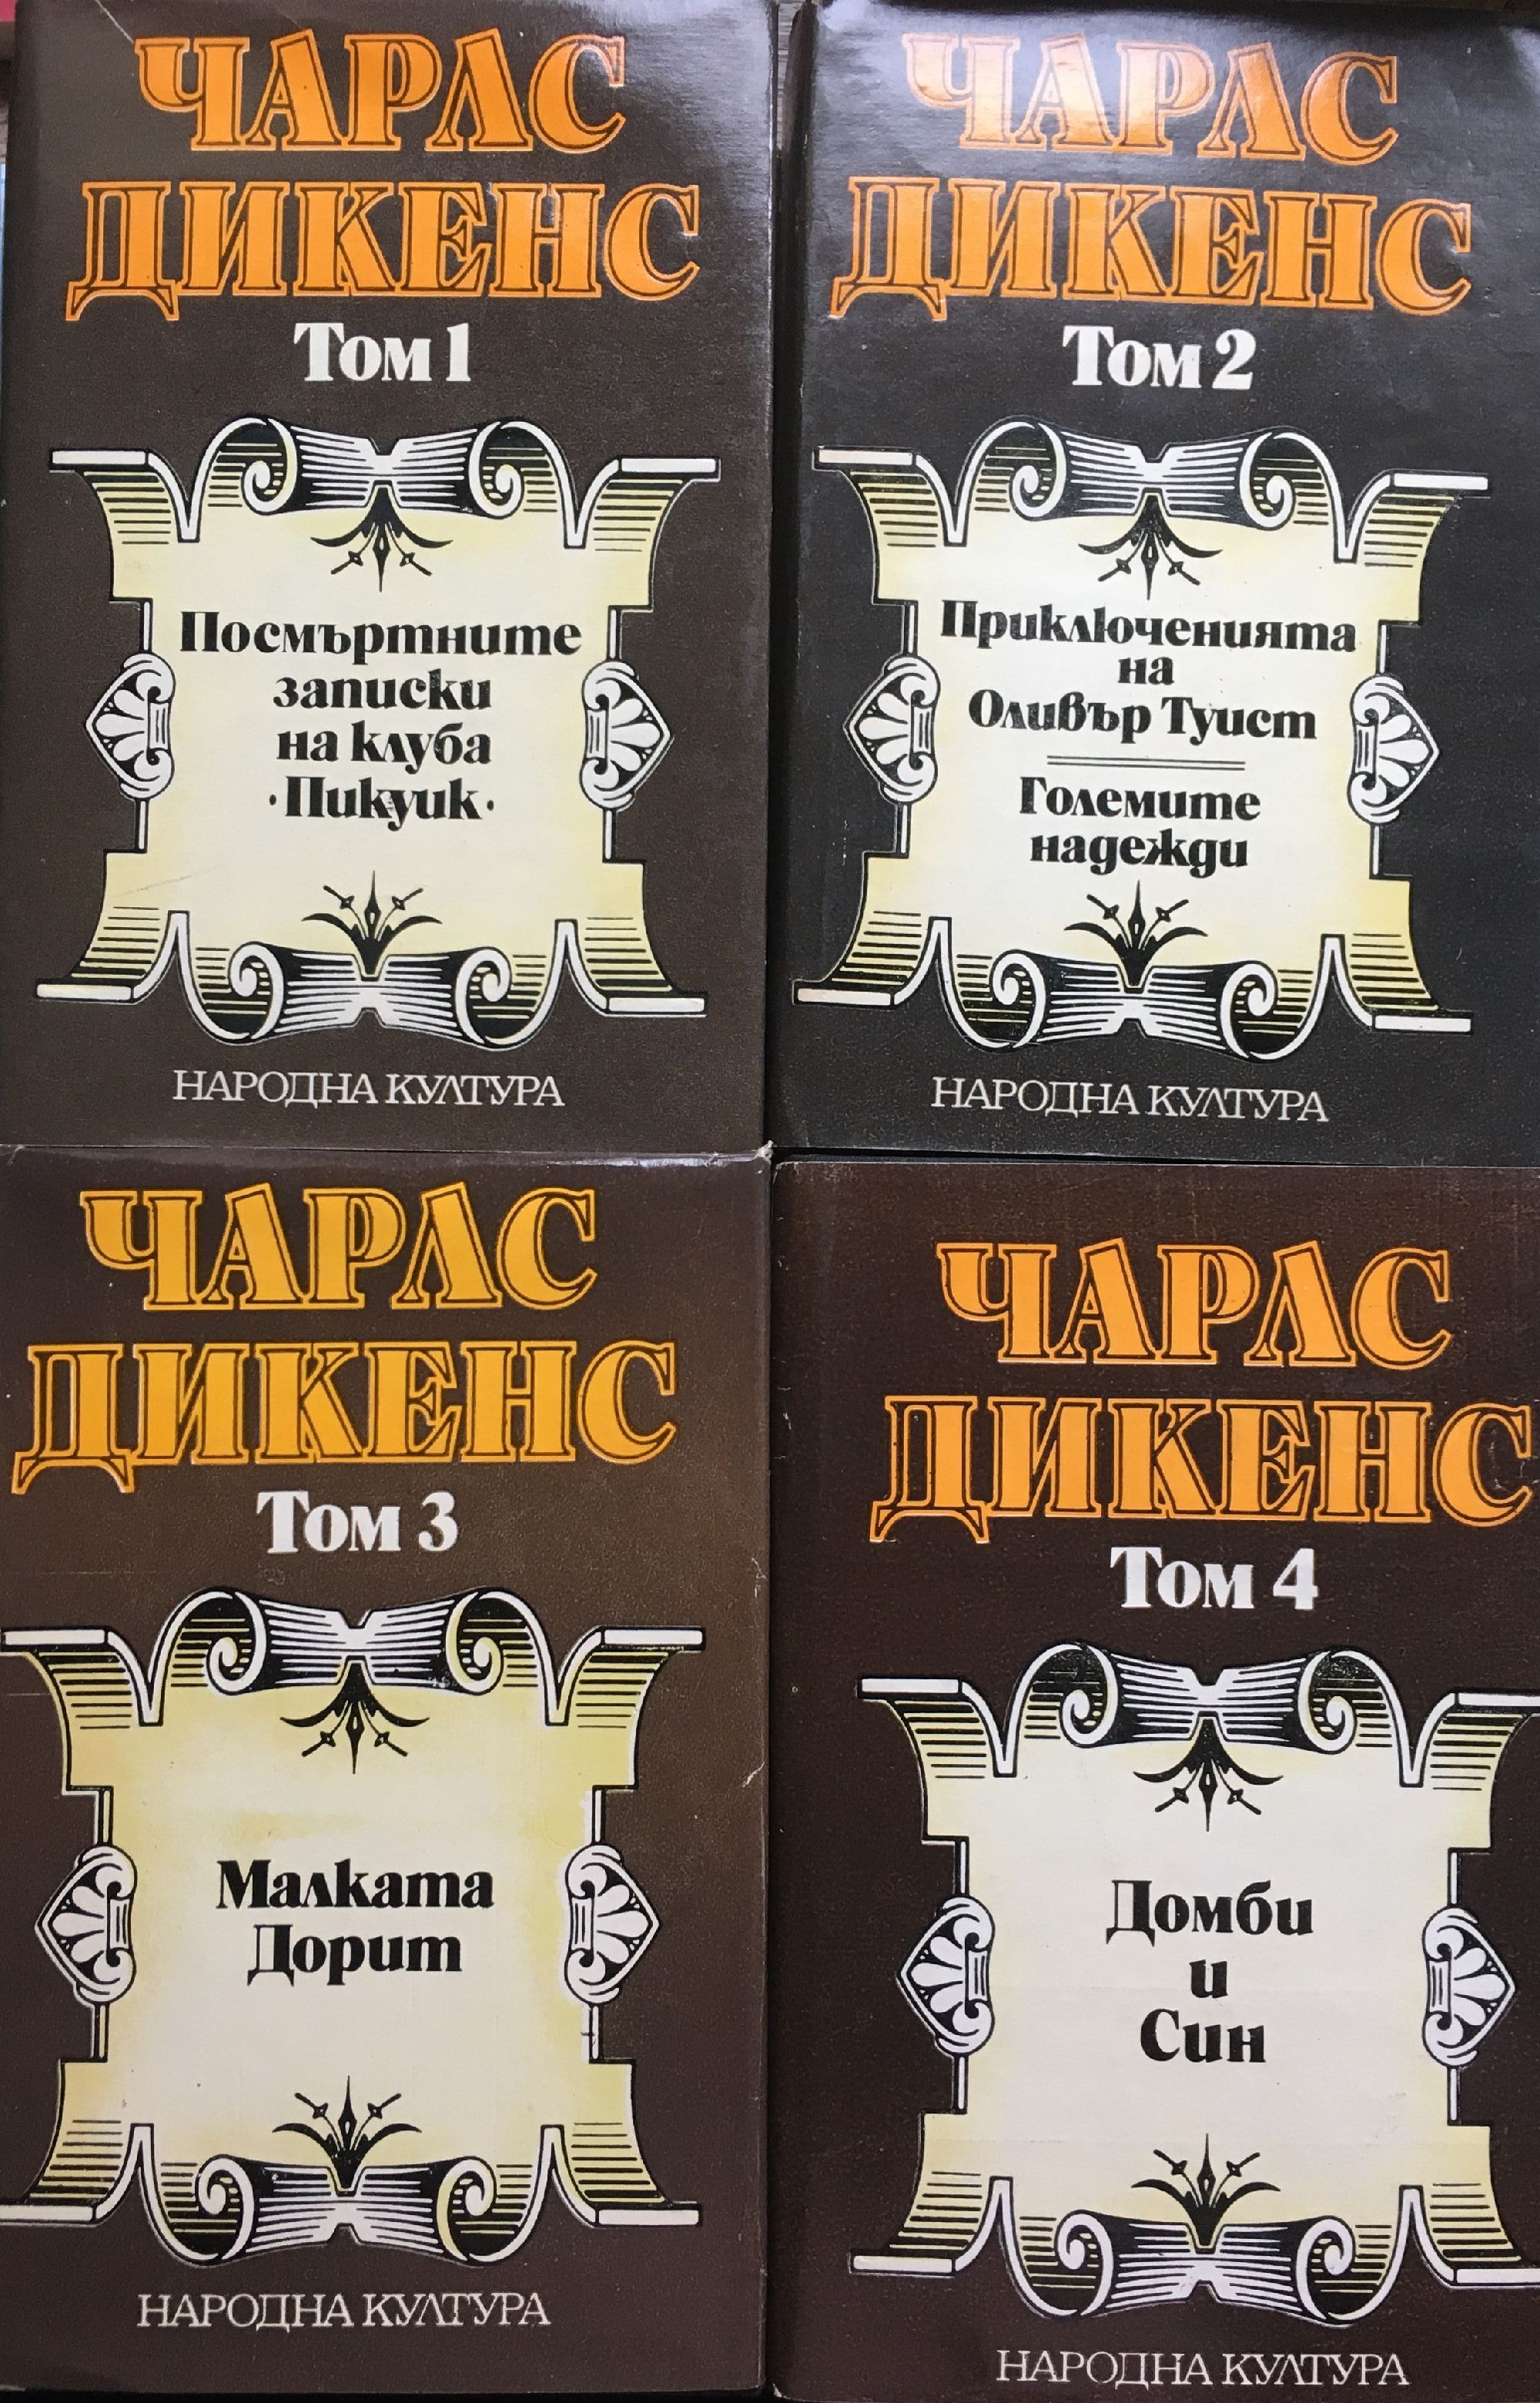 ЧАРЛС
ДИКЕНС
Том 1
Посмъртните
записки
на клуба
·Пикуик·
НАРОДНА КУЛТУРА
ЧАРЛС
ДИКЕНС
Том 2
Приключенията
на
Оливър Туист
Големите
надежди
НАРОДНА КУЛТУРА
ЧАРЛС
ДИКЕНС
Том 3
Малката
Дорит
НАРОДНА КУЛТУРА
ЧАРЛС
ДИКЕНС
Том 4
Домби
и
Син
НАРОДНА КУЛТУРА